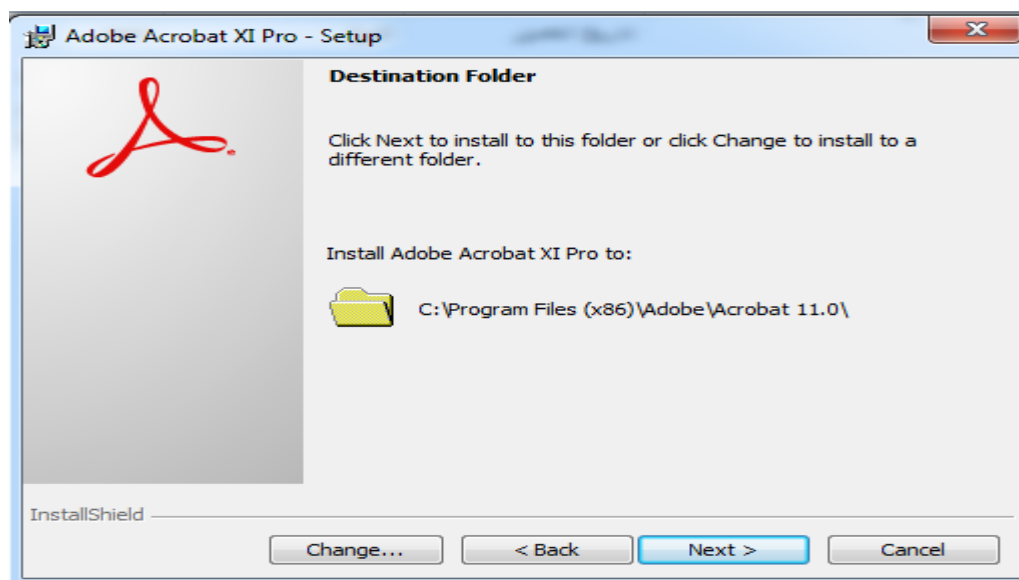 Adobe Acrobat XI Pro - Setup
Destination Folder
Click Next to install to this folder or click Change to install to a
different folder.
Install Adobe Acrobat XI Pro to:
C:\Program Files (x86)\Adobe\Acrobat 11.0\
InstallShield
Change...
< Back
Next >
Cancel